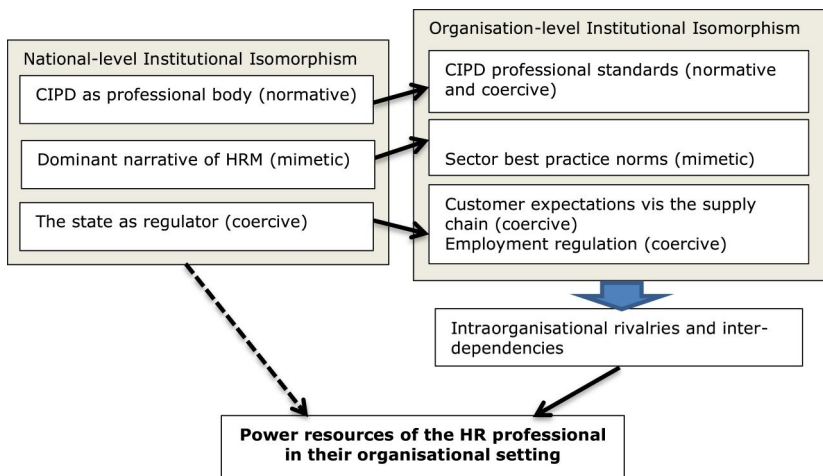 National-level Institutional Isomorphism
CIPD as professional body (normative)
Dominant narrative of HRM (mimetic)
The state as regulator (coercive)
Organisation-level Institutional Isomorphism
CIPD professional standards (normative
and coercive)
Sector best practice norms (mimetic)
Customer expectations vis the supply
chain (coercive)
Employment regulation (coercive)
Intraorganisational rivalries and inter-
dependencies
Power resources of the HR professional
in their organisational setting